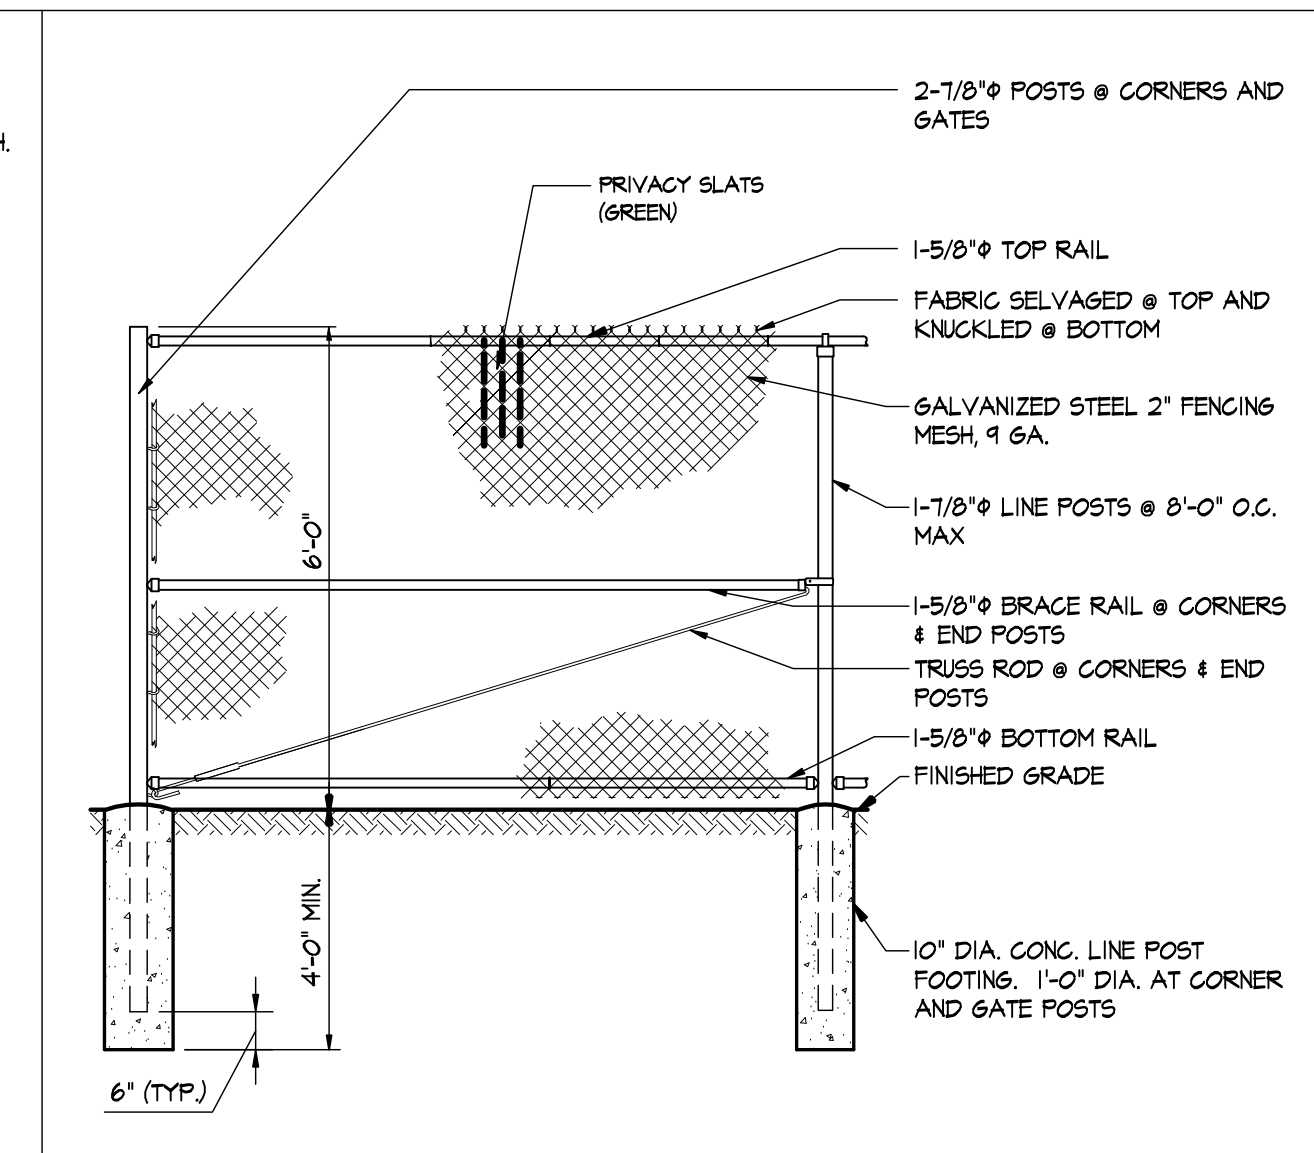 H.
2-7/8"Φ POSTS @ CORNERS AND
GATES
PRIVACY SLATS
(GREEN)
1-5/8"Φ TOP RAIL
FABRIC SELVAGED @ TOP AND
KNUCKLED @ BOTTOM
GALVANIZED STEEL 2" FENCING
MESH, 9 GA.
1-7/8"Φ LINE POSTS @ 8'-0" O.C.
MAX
6'-0"
1-5/8"Φ BRACE RAIL @ CORNERS
& END POSTS
TRUSS ROD @ CORNERS & END
POSTS
1-5/8"Φ BOTTOM RAIL
FINISHED GRADE
4'-0" MIN.
10" DIA. CONC. LINE POST
FOOTING. 1'-0" DIA. AT CORNER
AND GATE POSTS
6" (TYP.)